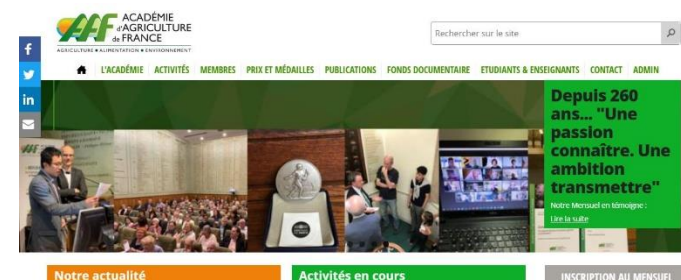 ACADÉMIE
d'AGRICULTURE
de FRANCE
AGRICULTURE • ALIMENTATION • ENVIRONNEMENT
Rechercher sur le site
L'ACADÉMIE ACTIVITÉS MEMBRES PRIX ET MÉDAILLES PUBLICATIONS FONDS DOCUMENTAIRE ETUDIANTS & ENSEIGNANTS CONTACT ADMIN
Depuis 260
ans... "Une
passion
connaître. Une
ambition
transmettre"
Notre Mensuel en témoigne :
Lire la suite
Notre actualité
Activités en cours
INSCRIPTION AU MENSUEL